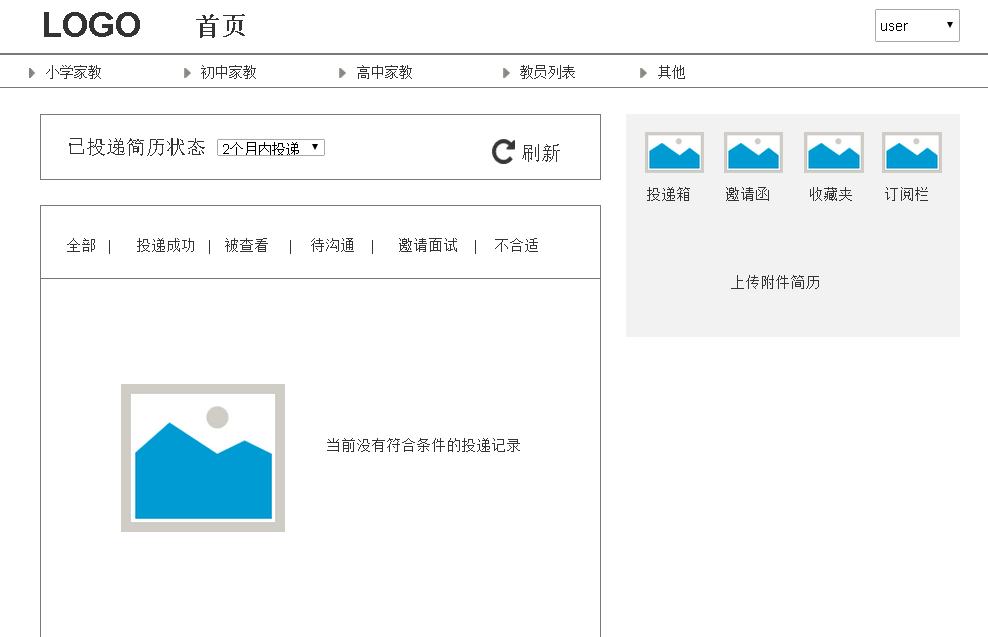 LOGO 首页 user
小学家教 初中家教 高中家教 教员列表 其他
已投递简历状态 2个月内投递 刷新
投递箱 邀请函 收藏夹 订阅栏
全部 | 投递成功 | 被查看 | 待沟通 | 邀请面试 | 不合适
上传附件简历
当前没有符合条件的投递记录